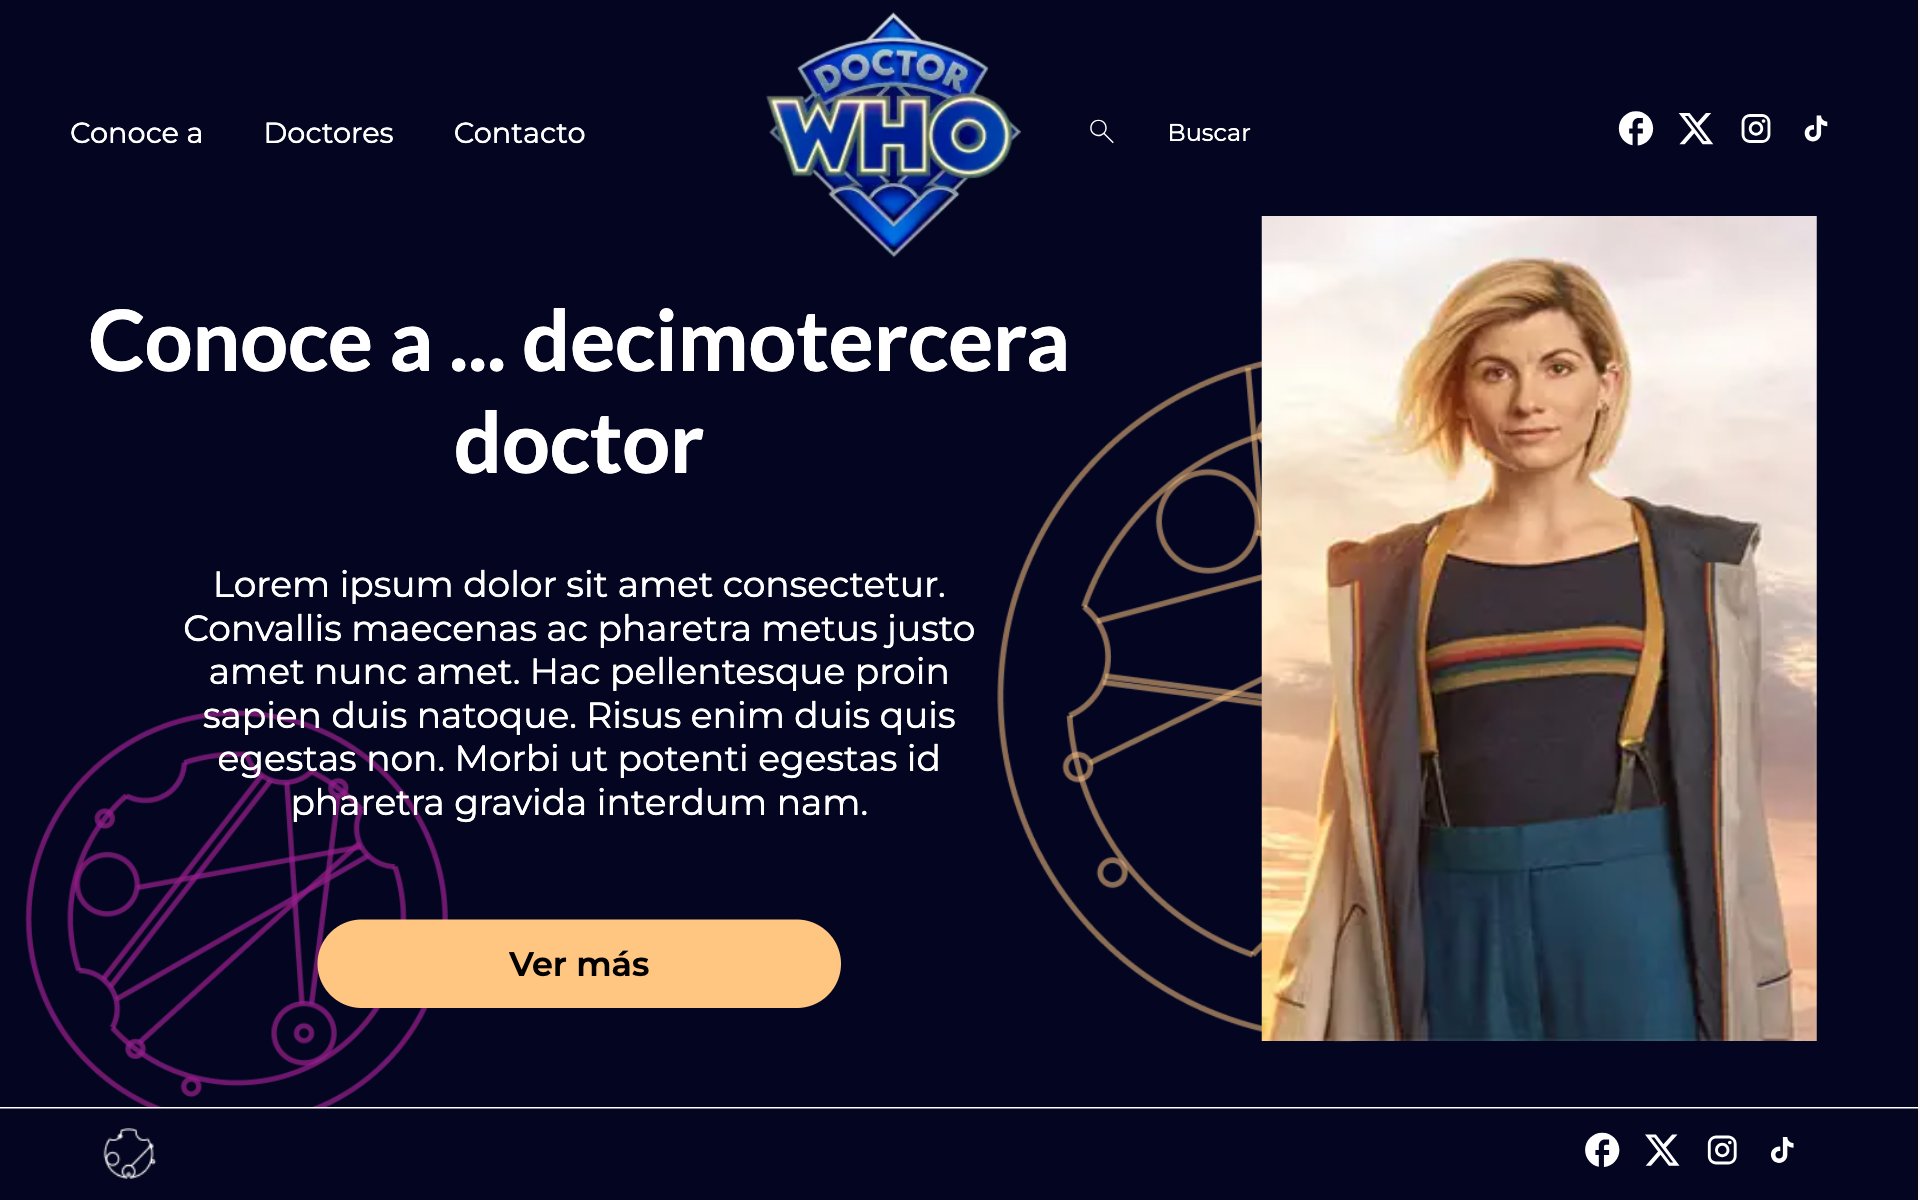 Conoce a
Doctores
Contacto
DOCTOR
WHO
Buscar
Conoce a ... decimotercera
doctor
Lorem ipsum dolor sit amet consectetur.
Convallis maecenas ac pharetra metus justo
amet nunc amet. Hac pellentesque proin
sapien duis natoque. Risus enim duis quis
egestas non. Morbi ut potenti egestas id
pharetra gravida interdum nam.
Ver más